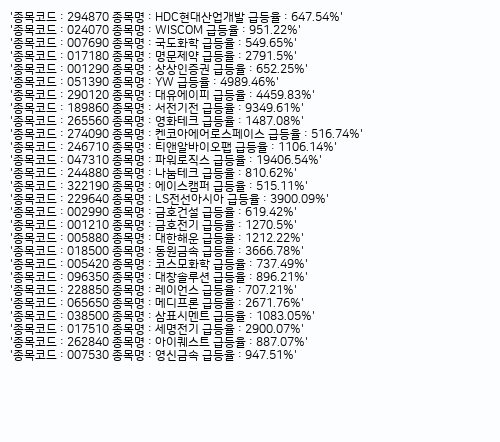 '종목코드 : 294870 종목명 : HDC현대산업개발 급등율 : 647.54%'
'종목코드 : 024070 종목명 : WISCOM 급등율 : 951.22%'
'종목코드 : 007690 종목명 : 국도화학 급등율 : 549.65%'
'종목코드 : 017180 종목명 : 명문제약 급등율 : 2791.5%'
'종목코드 : 001290 종목명 : 상상인증권 급등율 : 652.25%'
'종목코드 : 051390 종목명 : YW 급등율 : 4989.46%'
'종목코드 : 290120 종목명 : 대유에이피 급등율 : 4459.83%'
'종목코드 : 189860 종목명 : 서전기전 급등율 : 9349.61%'
'종목코드 : 265560 종목명 : 영화테크 급등율 : 1487.08%'
'종목코드 : 274090 종목명 : 켄코아에어로스페이스 급등율 : 516.74%'
'종목코드 : 246710 종목명 : 티앤알바이오팹 급등율 : 1106.14%'
'종목코드 : 047310 종목명 : 파워로직스 급등율 : 19406.54%'
'종목코드 : 244880 종목명 : 나눔테크 급등율 : 810.62%'
'종목코드 : 322190 종목명 : 에이스캠퍼 급등율 : 515.11%'
'종목코드 : 229640 종목명 : LS전선아시아 급등율 : 3900.09%'
'종목코드 : 002990 종목명 : 금호건설 급등율 : 619.42%'
'종목코드 : 001210 종목명 : 금호전기 급등율 : 1270.5%'
'종목코드 : 005880 종목명 : 대한해운 급등율 : 1212.22%'
'종목코드 : 018500 종목명 : 동원금속 급등율 : 3666.78%'
'종목코드 : 005420 종목명 : 코스모화학 급등율 : 737.49%'
'종목코드 : 096350 종목명 : 대창솔루션 급등율 : 896.21%'
'종목코드 : 228850 종목명 : 레이언스 급등율 : 707.21%'
'종목코드 : 065650 종목명 : 메디프론 급등율 : 2671.76%'
'종목코드 : 038500 종목명 : 삼표시멘트 급등율 : 1083.05%'
'종목코드 : 017510 종목명 : 세명전기 급등율 : 2900.07%'
'종목코드 : 262840 종목명 : 아이퀘스트 급등율 : 887.07%'
'종목코드 : 007530 종목명 : 영신금속 급등율 : 947.51%'